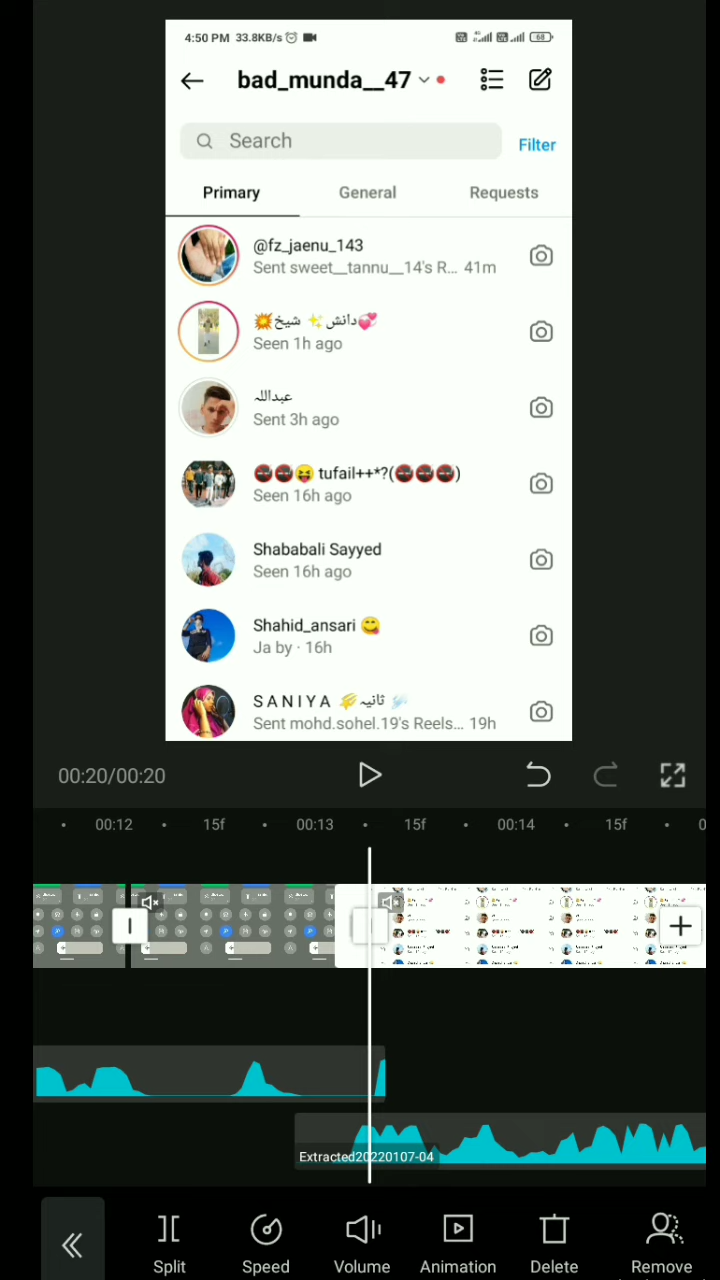 4:50 PM 33.8KB/s 68
bad_munda__47
Search
Filter
Primary General Requests
@fz_jaenu_143
Sent sweet__tannu__14's R... 41m
💥دانش✨ شیخ💞
Seen 1h ago
عبداللہ
Sent 3h ago
🚭🚭😝 tufail++*?(🚭🚭🚭)
Seen 16h ago
Shababali Sayyed
Seen 16h ago
Shahid_ansari 😋
Ja by · 16h
S A N I Y A 🌾ثانیہ
Sent mohd.sohel.19's Reels... 19h
00:20/00:20
00:12 15f 00:13 15f 00:14 15f
Extracted20220107-04
Split Speed Volume Animation Delete Remove